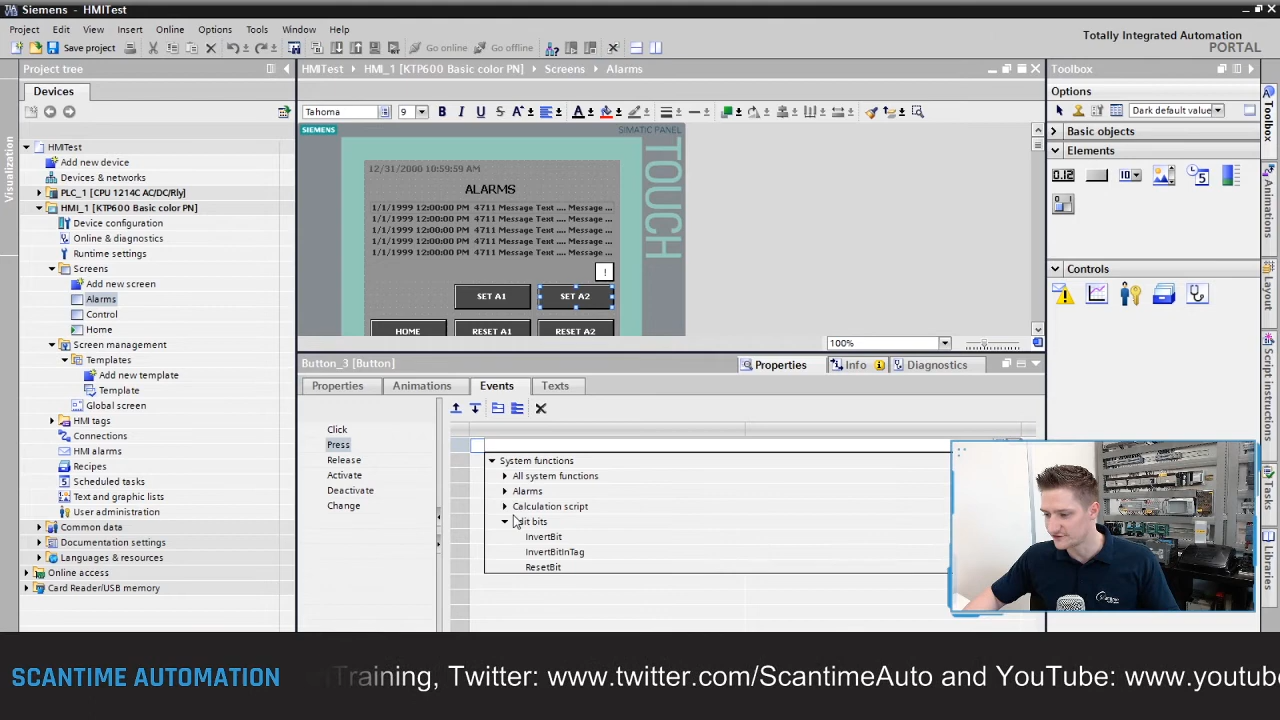 Siemens - HMITest
Project Edit View Insert Online Options Tools Window Help
Save project
Go online
Go offline
Totally Integrated Automation
PORTAL
Project tree
HMITest
HMI_1 [KTP600 Basic color PN]
Screens
Alarms
Toolbox
Devices
Options
Tahoma
9
B I U S
Dark default value
Visualization
Basic objects
Elements
Controls
Toolbox
Animations
Layout
Script instructions
Tasks
Libraries
HMITest
Add new device
Devices & networks
PLC_1 [CPU 1214C AC/DC/Rly]
HMI_1 [KTP600 Basic color PN]
Device configuration
Online & diagnostics
Runtime settings
Screens
Add new screen
Alarms
Control
Home
Screen management
Templates
Add new template
Template
Global screen
HMI tags
Connections
HMI alarms
Recipes
Scheduled tasks
Text and graphic lists
User administration
Common data
Documentation settings
Languages & resources
Online access
Card Reader/USB memory
SIEMENS
SIMATIC PANEL
TOUCH
12/31/2000 10:59:59 AM
ALARMS
1/1/1999 12:00:00 PM 4711 Message Text .... Message ...
1/1/1999 12:00:00 PM 4711 Message Text .... Message ...
1/1/1999 12:00:00 PM 4711 Message Text .... Message ...
1/1/1999 12:00:00 PM 4711 Message Text .... Message ...
1/1/1999 12:00:00 PM 4711 Message Text .... Message ...
!
SET A1
SET A2
HOME
RESET A1
RESET A2
100%
Button_3 [Button]
Properties
Info
Diagnostics
Properties
Animations
Events
Texts
Click
Press
Release
Activate
Deactivate
Change
System functions
All system functions
Alarms
Calculation script
dit bits
InvertBit
InvertBitInTag
ResetBit
SCANTIME AUTOMATION
Training, Twitter: www.twitter.com/ScantimeAuto and YouTube: www.youtube